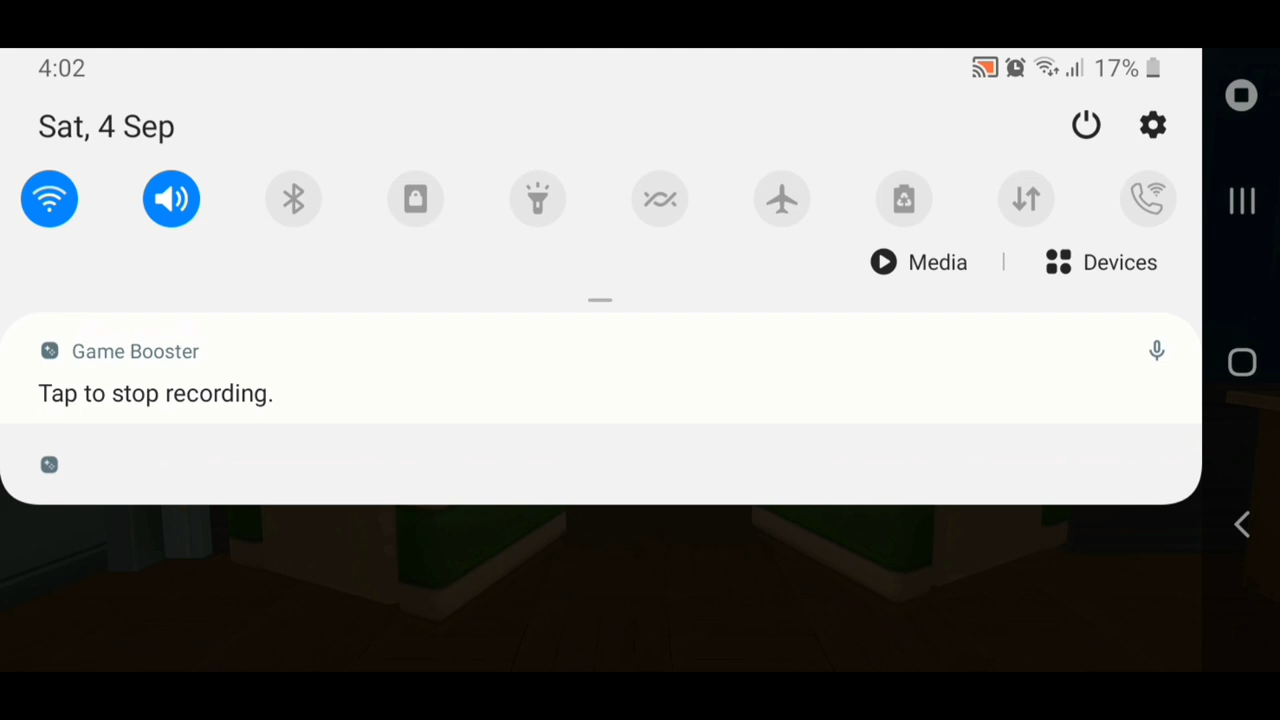 4:02
17%
Sat, 4 Sep
Media
Devices
Game Booster
Tap to stop recording.